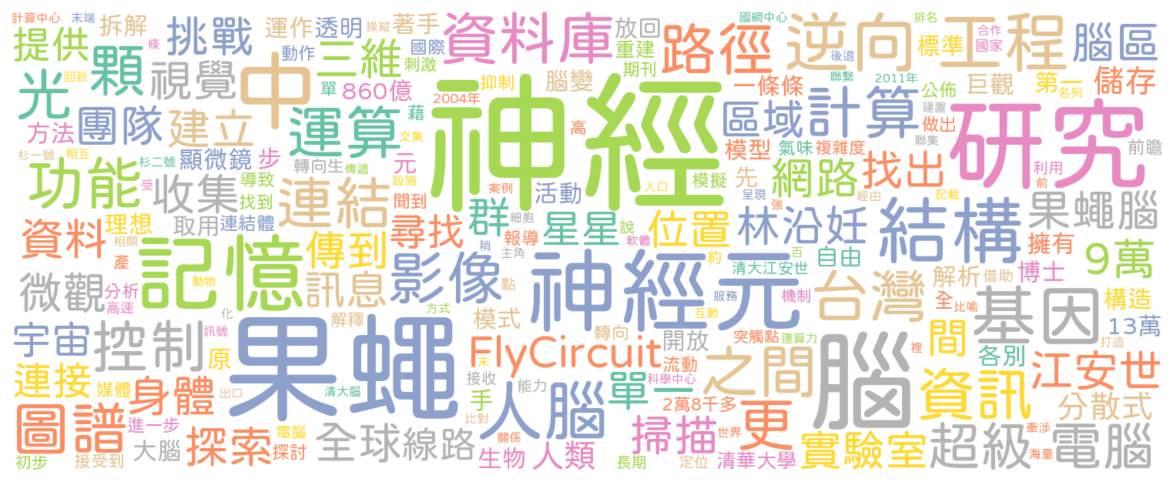 計算中心
末端
拆解
挑戰
運作
透明
操縱
著手
資料庫
放回
國網中心
路徑
逆向
工程
排名
合作
腦區
提供
條
動作
三維
國際
重建
後退
標準
國家
光
回到
顆
視覺
中
單
刺激
860億
抑制
腦變
期刊
一條條
聯繫
2011年
公佈
巨觀
第一
名列
儲存
方法
團隊
建立
運算
藉
2004年
神經
高
區域
計算
建置
做出
研究
前瞻
杉一號
相互
杉二號
顯微鏡
步
轉向生
傳遞
元
交集
設施
模型
氣味
複雜度
聯集
利用
功能
受
收集
導致
找到
連結
聞到
案例
活動
入口
模擬
先
網路
找出
前
果蠅腦
理想
取用
連結體
尋找
群
細胞
星星
說
位置
呈現
強
林沿妊
經由
記載
結構
擁有
資料
相關
產
記憶
傳到
稍
報導
主角
軟體
約
清大江安世
百
自由
9萬
微觀
分析
高速
動物
訊息
影像
點
神經元
服務
互動
機制
台灣
解析
借助
全
比喻
博士
構造
宇宙
控制
化
訊號
解釋
方式
模式
轉向
開放
突觸點
運算力
基因
13萬
打造
原
果蠅
FlyCircuit
流動
之間
腦
間
裡
各別
連接
媒體
身體
出口
清大腦
接收
末
能力
人腦
單一
科學中心
2萬8千多
資訊
江安世
圖譜
進一步
探索
電腦
探討
手
比對
關係
掃描
世界
更
分散式
牽涉
初步
接受到
大腦
全球線路
生物
人類
長期
定位
清華大學
實驗室
超級
海量
電腦